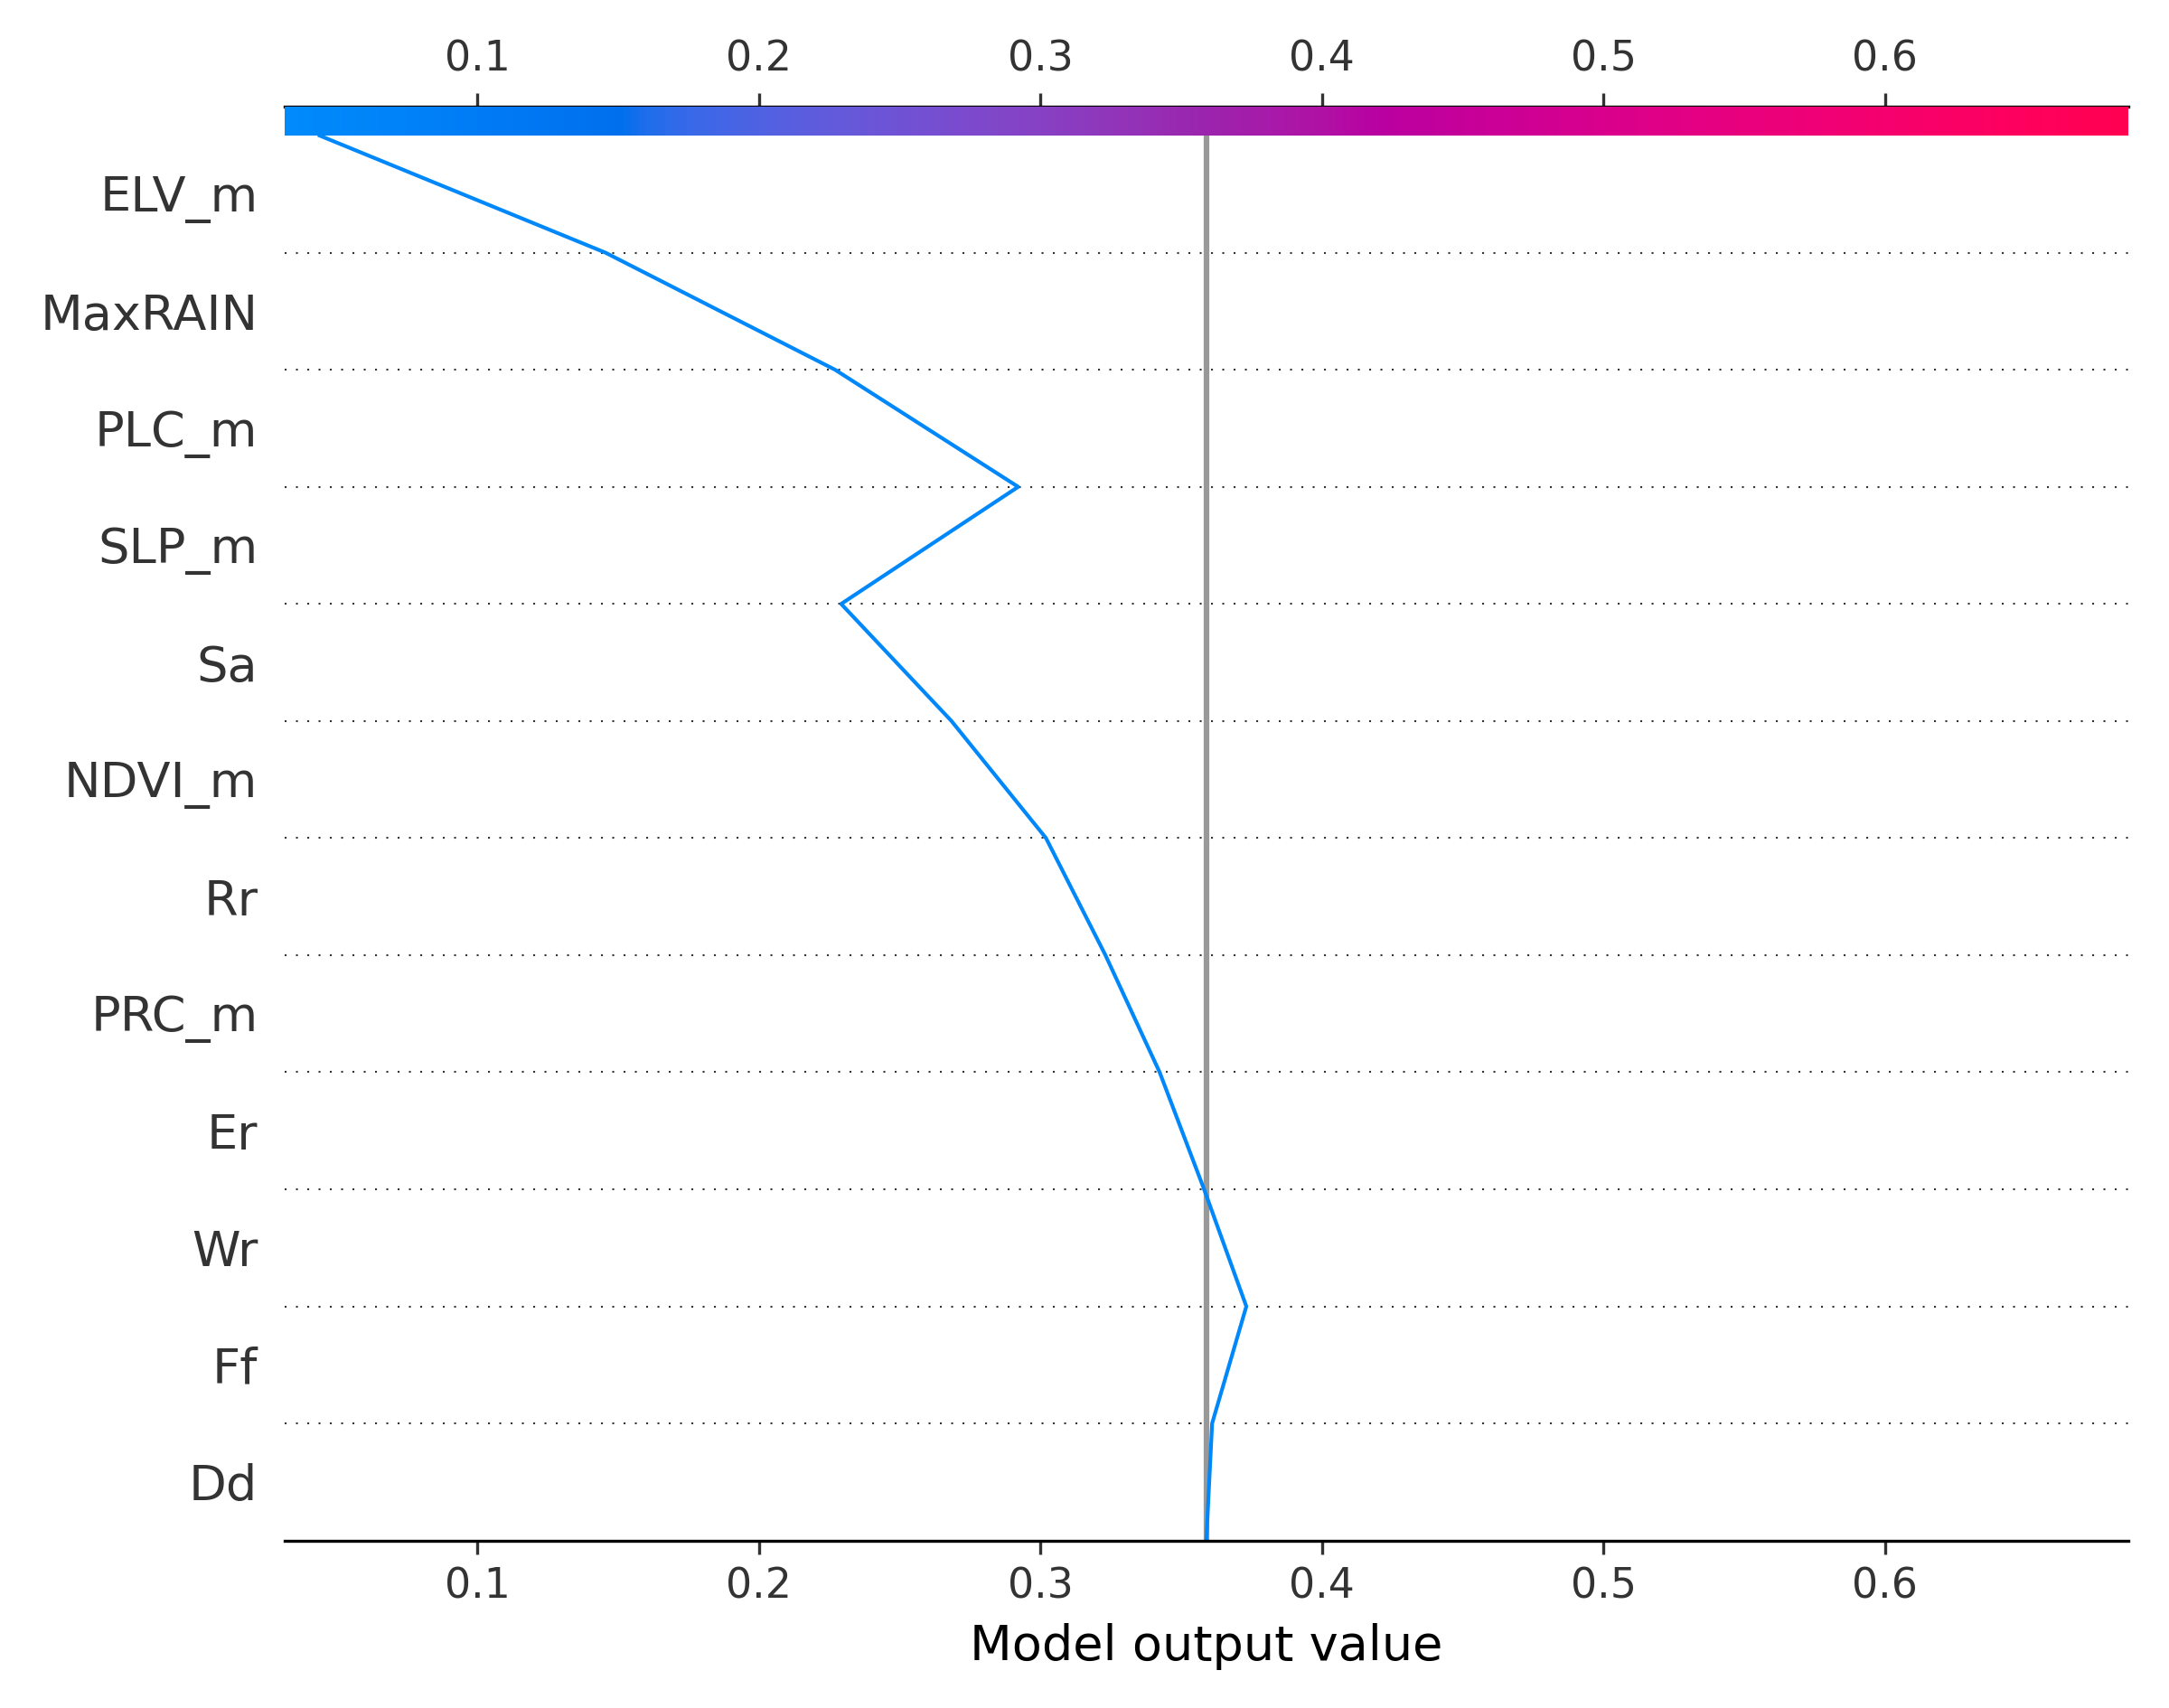 0.1 0.2 0.3 0.4 0.5 0.6
ELV_m
MaxRAIN
PLC_m
SLP_m
Sa
NDVI_m
Rr
PRC_m
Er
Wr
Ff
Dd
0.1 0.2 0.3 0.4 0.5 0.6
Model output value